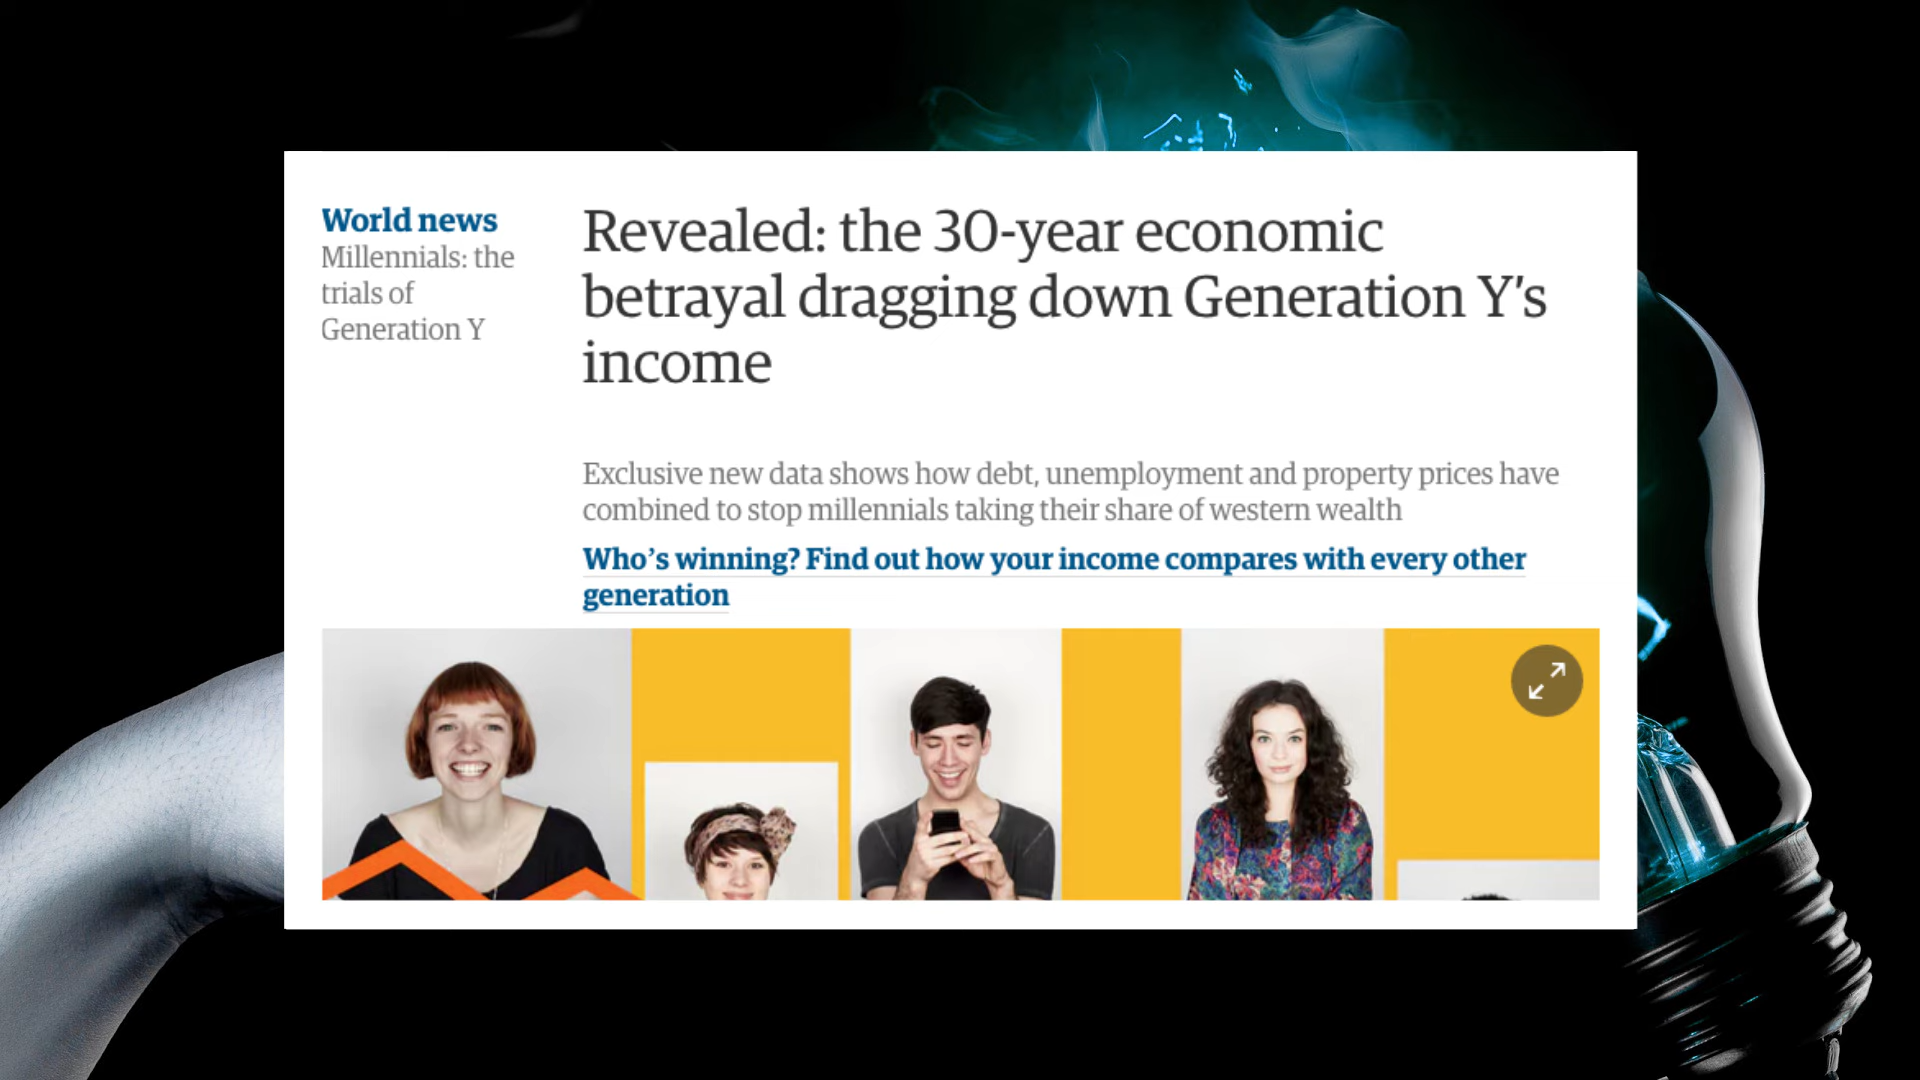 World news
Millennials: the
trials of
Generation Y
Revealed: the 30-year economic
betrayal dragging down Generation Y’s
income
Exclusive new data shows how debt, unemployment and property prices have
combined to stop millennials taking their share of western wealth
Who’s winning? Find out how your income compares with every other
generation